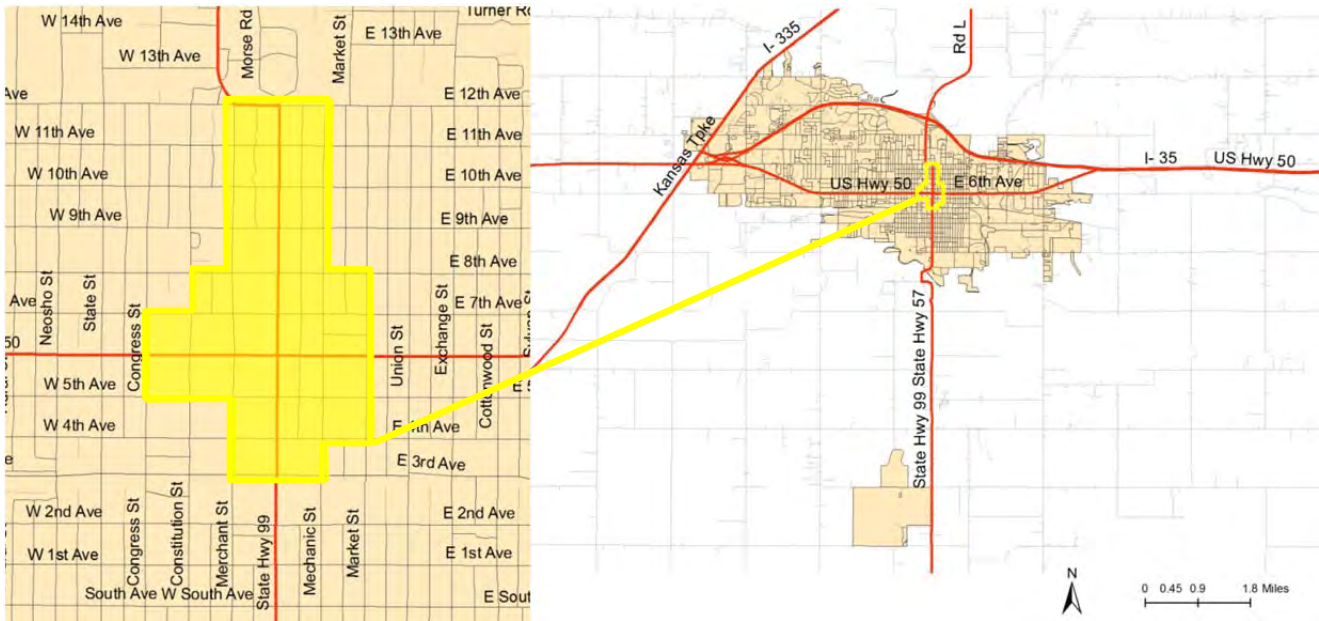 W 14th Ave
Turner Rd
E 13th Ave
W 13th Ave
Morse Rd
Market St
Ave
E 12th Ave
W 11th Ave
E 11th Ave
W 10th Ave
E 10th Ave
W 9th Ave
E 9th Ave
E 8th Ave
Ave
Neosho St
State St
Congress St
E 7th Ave
50
Union St
Exchange St
Cottonwood St
W 5th Ave
W 4th Ave
E 3rd Ave
W 2nd Ave
E 2nd Ave
W 1st Ave
E 1st Ave
Congress St
Constitution St
Merchant St
State Hwy 99
Mechanic St
Market St
South Ave W South Ave
I- 335
Rd L
Kansas Tpke
I- 35
US Hwy 50
US Hwy 50
E 6th Ave
State Hwy 99 State Hwy 57
N
0 0.45 0.9 1.8 Miles